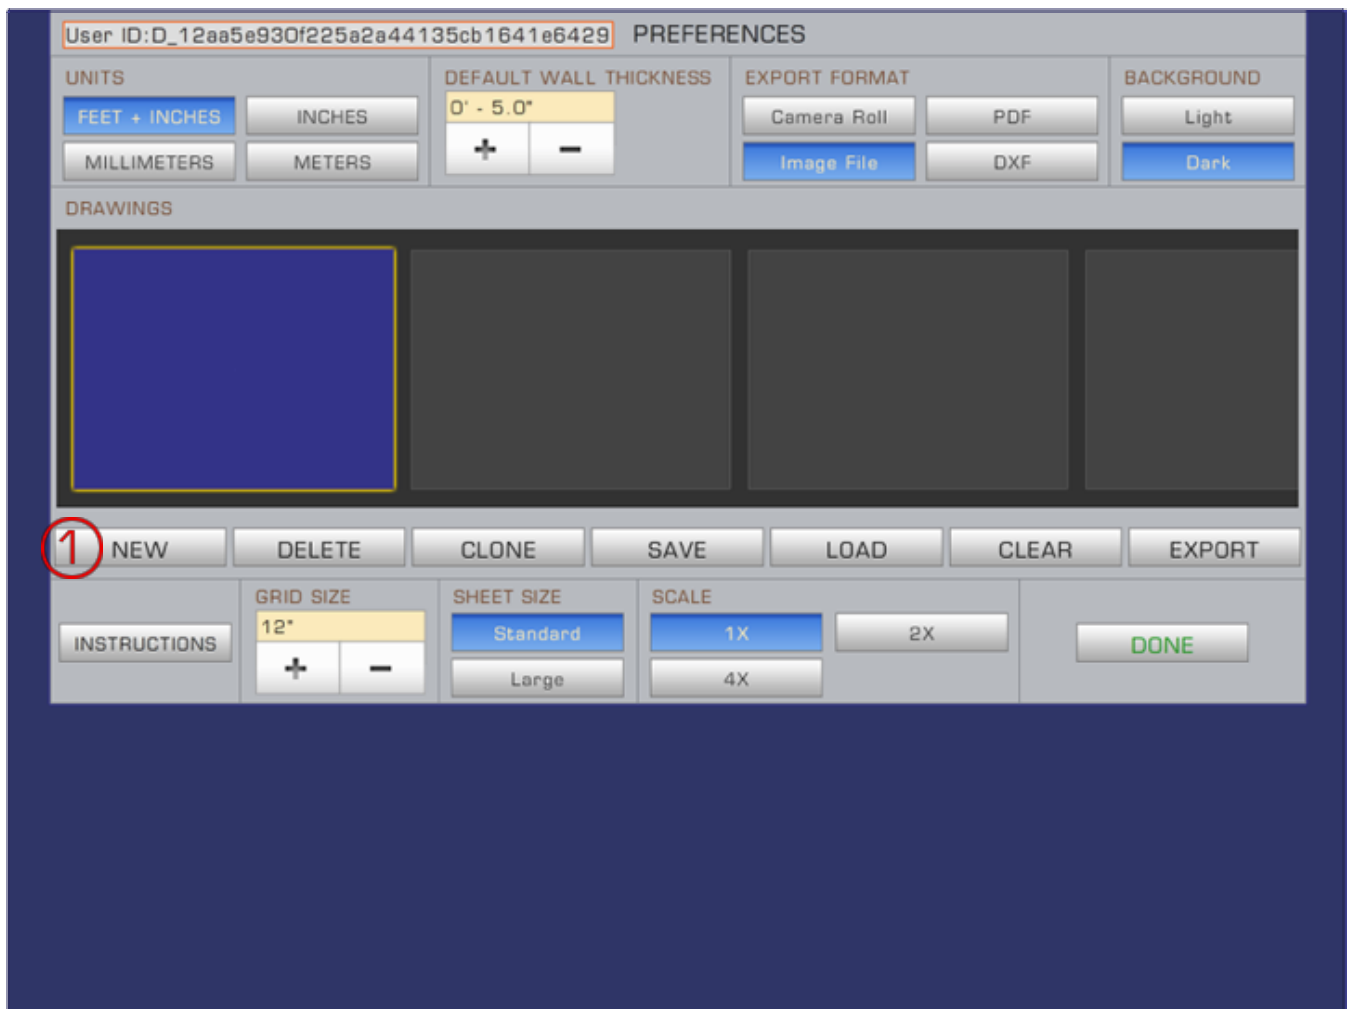 User ID:D_12aa5e930f225a2a44135cb1641e6429 PREFERENCES
UNITS DEFAULT WALL THICKNESS EXPORT FORMAT BACKGROUND
FEET + INCHES INCHES 0' - 5.0" Camera Roll PDF Light
MILLIMETERS METERS + - Image File DXF Dark
DRAWINGS
1 NEW DELETE CLONE SAVE LOAD CLEAR EXPORT
GRID SIZE SHEET SIZE SCALE
INSTRUCTIONS 12" Standard 1X 2X DONE
+ - Large 4X